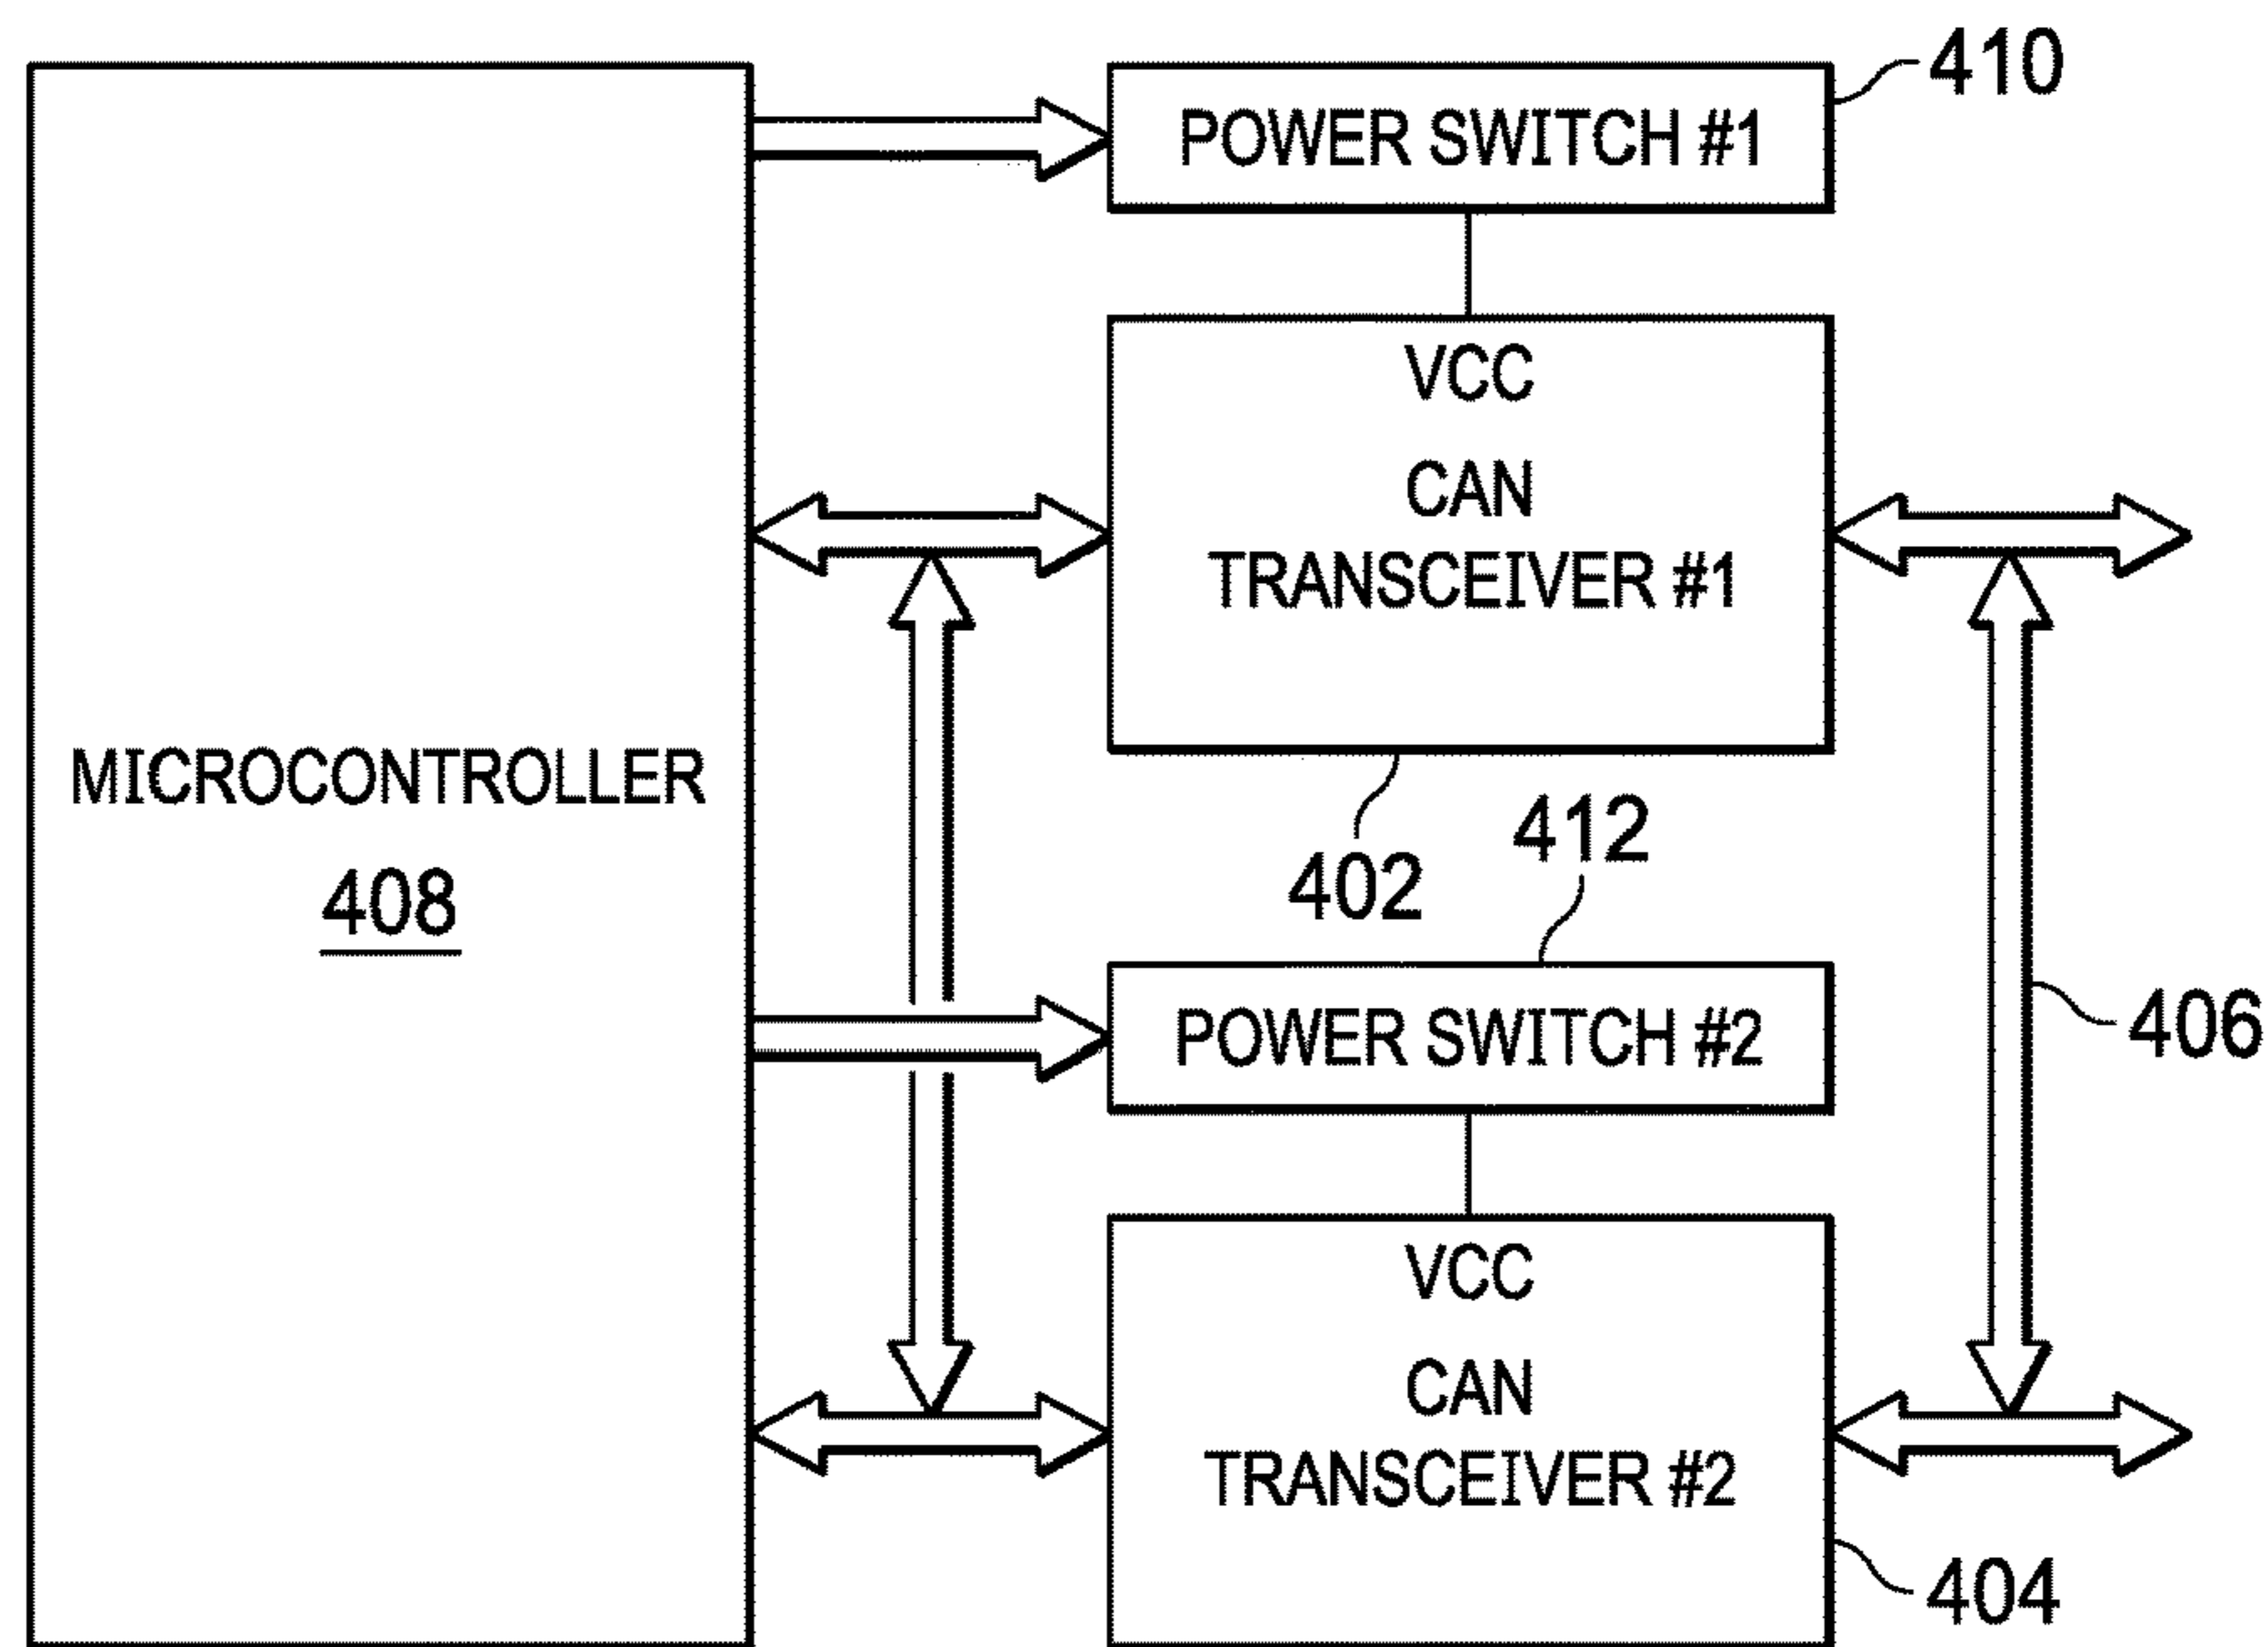 410
POWER SWITCH #1
VCC
CAN
TRANSCEIVER #1
MICROCONTROLLER
408
402
412
POWER SWITCH #2
406
VCC
CAN
TRANSCEIVER #2
404